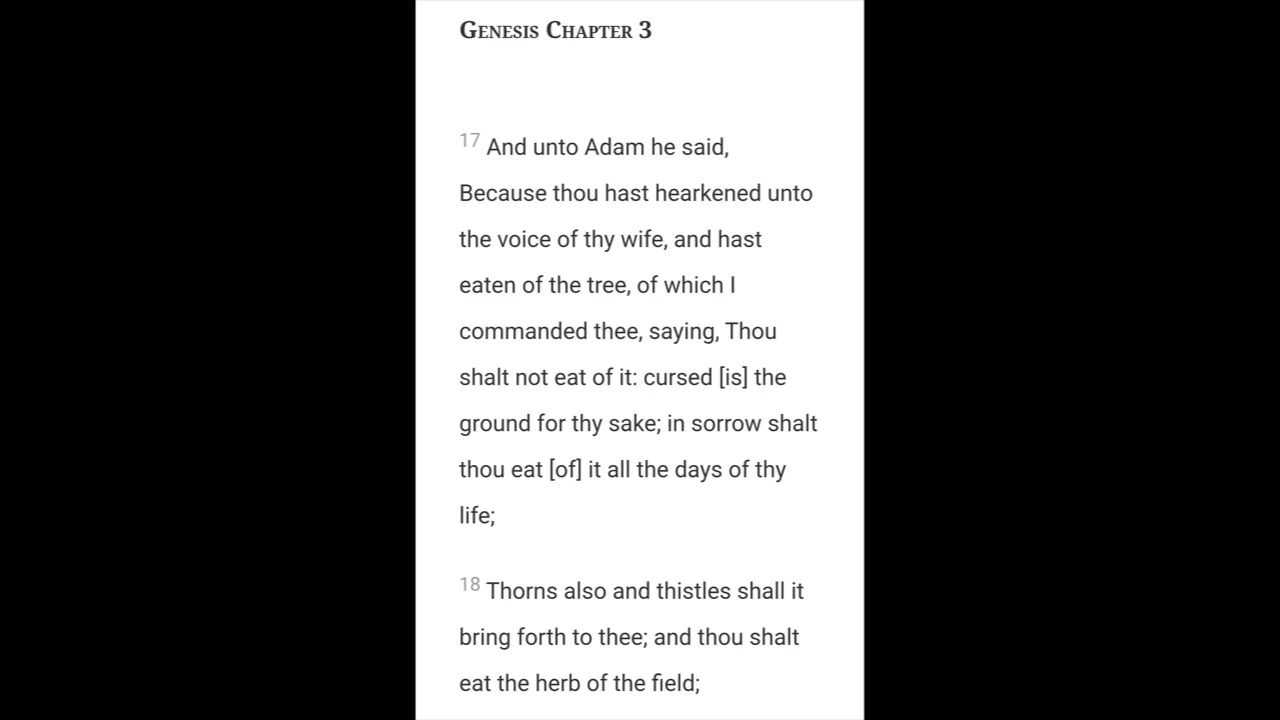 Genesis Chapter 3
17 And unto Adam he said,
Because thou hast hearkened unto
the voice of thy wife, and hast
eaten of the tree, of which I
commanded thee, saying, Thou
shalt not eat of it: cursed [is] the
ground for thy sake; in sorrow shalt
thou eat [of] it all the days of thy
life;
18 Thorns also and thistles shall it
bring forth to thee; and thou shalt
eat the herb of the field;